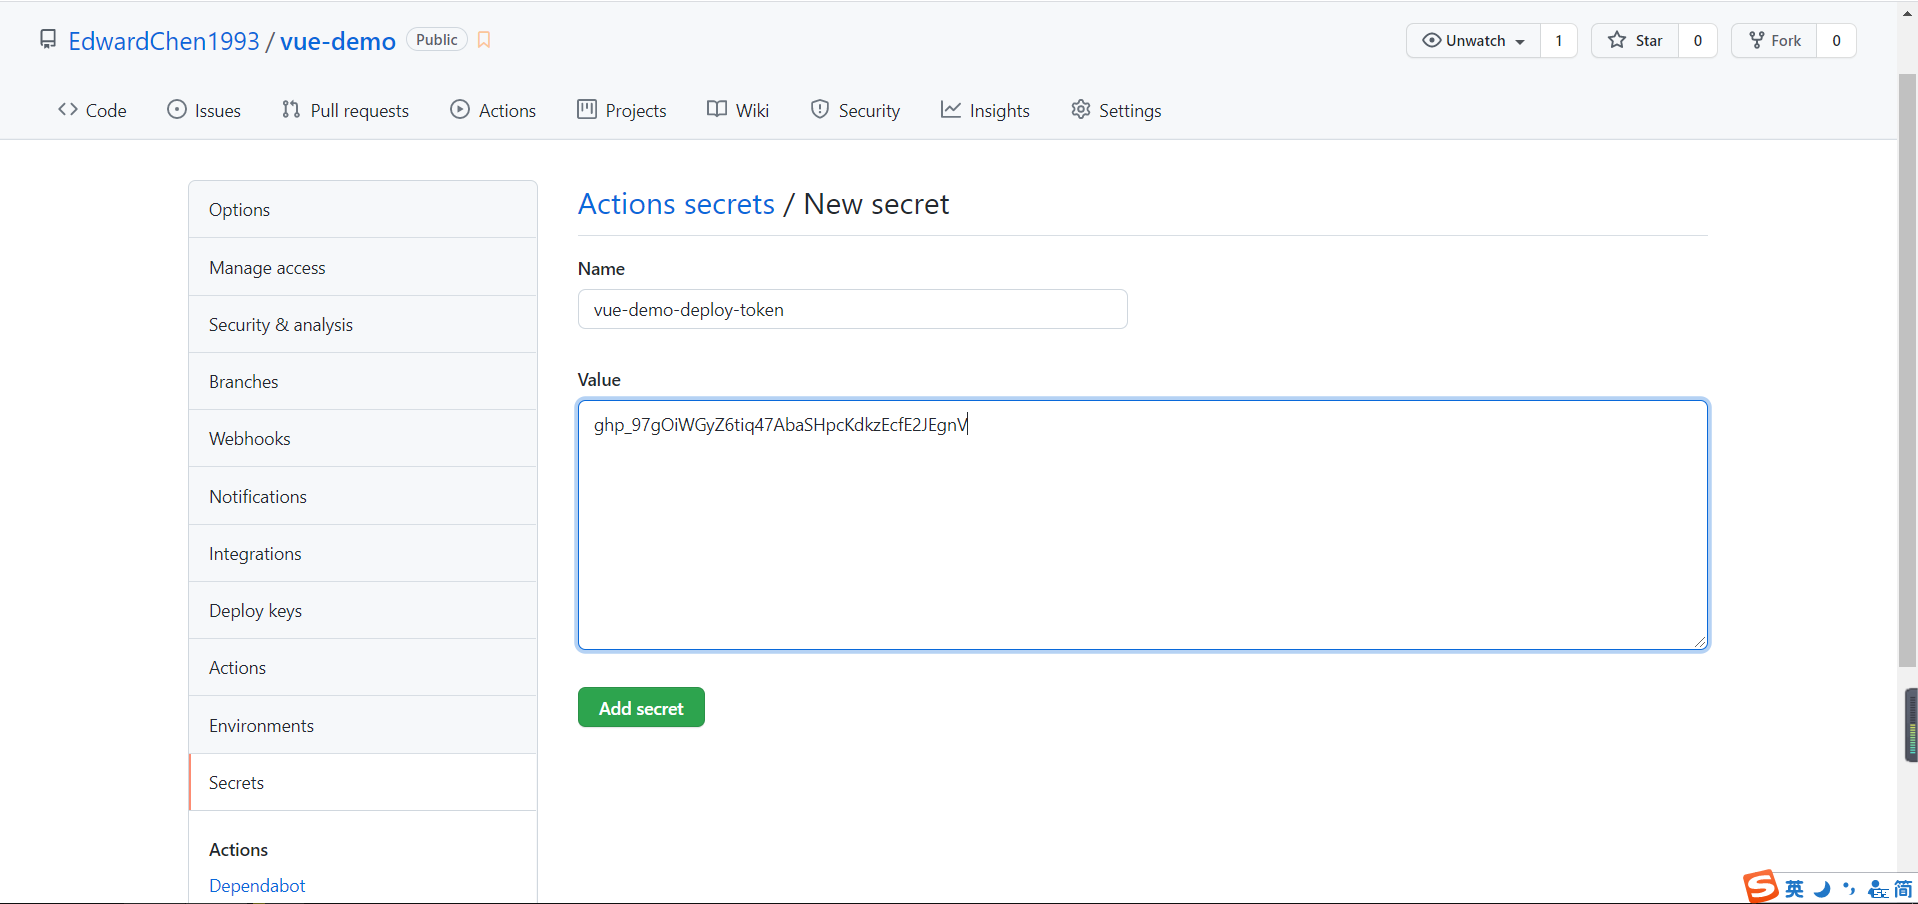 EdwardChen1993 / vue-demo Public
Unwatch 1 Star 0 Fork 0
Code Issues Pull requests Actions Projects Wiki Security Insights Settings
Options
Manage access
Security & analysis
Branches
Webhooks
Notifications
Integrations
Deploy keys
Actions
Environments
Secrets
Actions
Dependabot
Actions secrets / New secret
Name
vue-demo-deploy-token
Value
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
Add secret
英 简